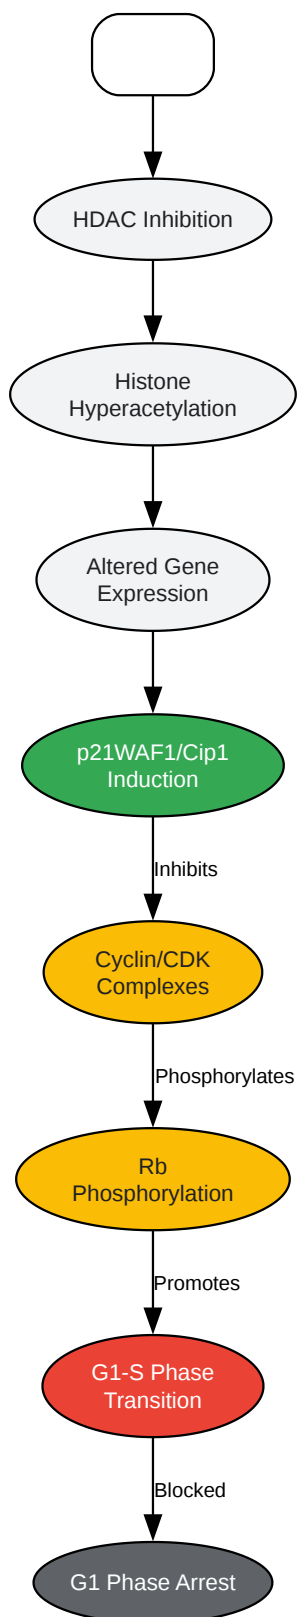 HDAC Inhibition
Histone
Hyperacetylation
Altered Gene
Expression
p21WAF1/Cip1
Induction
Inhibits
Cyclin/CDK
Complexes
Phosphorylates
Rb
Phosphorylation
Promotes
G1-S Phase
Transition
Blocked
G1 Phase Arrest